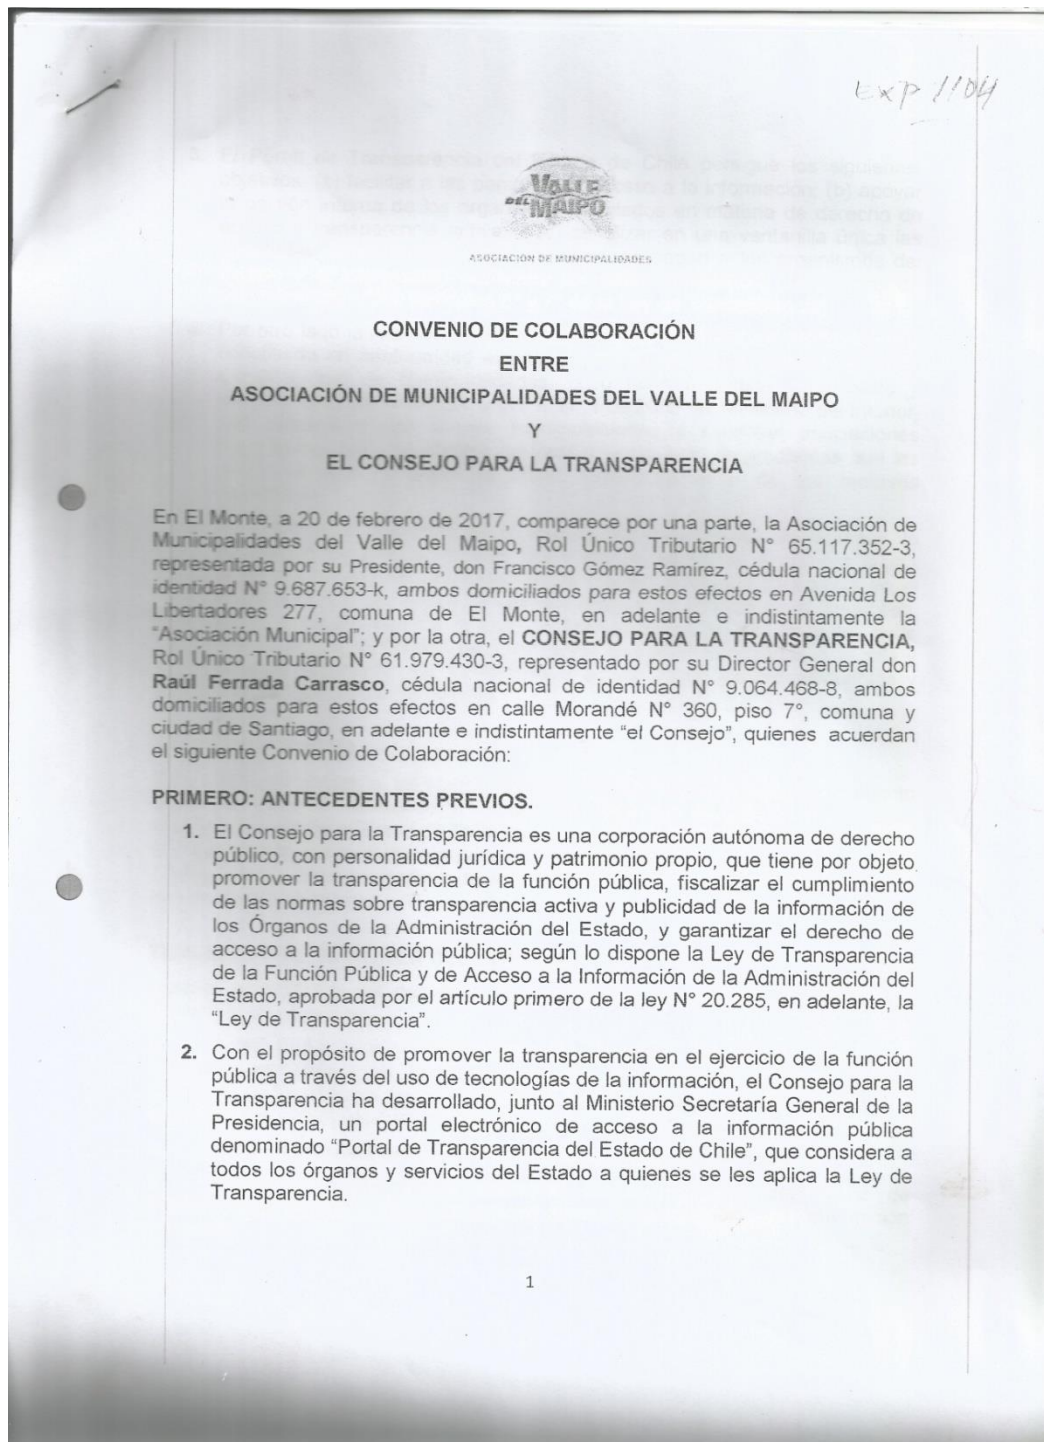 EXP 1104
VALLE
DEL MAIPO
ASOCIACION DE MUNICIPALIDADES
CONVENIO DE COLABORACIÓN
ENTRE
ASOCIACIÓN DE MUNICIPALIDADES DEL VALLE DEL MAIPO
Y
EL CONSEJO PARA LA TRANSPARENCIA
En El Monte, a 20 de febrero de 2017, comparece por una parte, la Asociación de
Municipalidades del Valle del Maipo, Rol Único Tributario N° 65.117.352-3,
representada por su Presidente, don Francisco Gómez Ramírez, cédula nacional de
identidad N° 9.687.653-k, ambos domiciliados para estos efectos en Avenida Los
Libertadores 277, comuna de El Monte, en adelante e indistintamente la
“Asociación Municipal”; y por la otra, el CONSEJO PARA LA TRANSPARENCIA,
Rol Único Tributario N° 61.979.430-3, representado por su Director General don
Raúl Ferrada Carrasco, cédula nacional de identidad N° 9.064.468-8, ambos
domiciliados para estos efectos en calle Morandé N° 360, piso 7°, comuna y
ciudad de Santiago, en adelante e indistintamente “el Consejo”, quienes acuerdan
el siguiente Convenio de Colaboración:
PRIMERO: ANTECEDENTES PREVIOS.
1. El Consejo para la Transparencia es una corporación autónoma de derecho
público, con personalidad jurídica y patrimonio propio, que tiene por objeto
promover la transparencia de la función pública, fiscalizar el cumplimiento
de las normas sobre transparencia activa y publicidad de la información de
los Órganos de la Administración del Estado, y garantizar el derecho de
acceso a la información pública; según lo dispone la Ley de Transparencia
de la Función Pública y de Acceso a la Información de la Administración del
Estado, aprobada por el artículo primero de la ley N° 20.285, en adelante, la
“Ley de Transparencia”.
2. Con el propósito de promover la transparencia en el ejercicio de la función
pública a través del uso de tecnologías de la información, el Consejo para la
Transparencia ha desarrollado, junto al Ministerio Secretaría General de la
Presidencia, un portal electrónico de acceso a la información pública
denominado “Portal de Transparencia del Estado de Chile”, que considera a
todos los órganos y servicios del Estado a quienes se les aplica la Ley de
Transparencia.
1